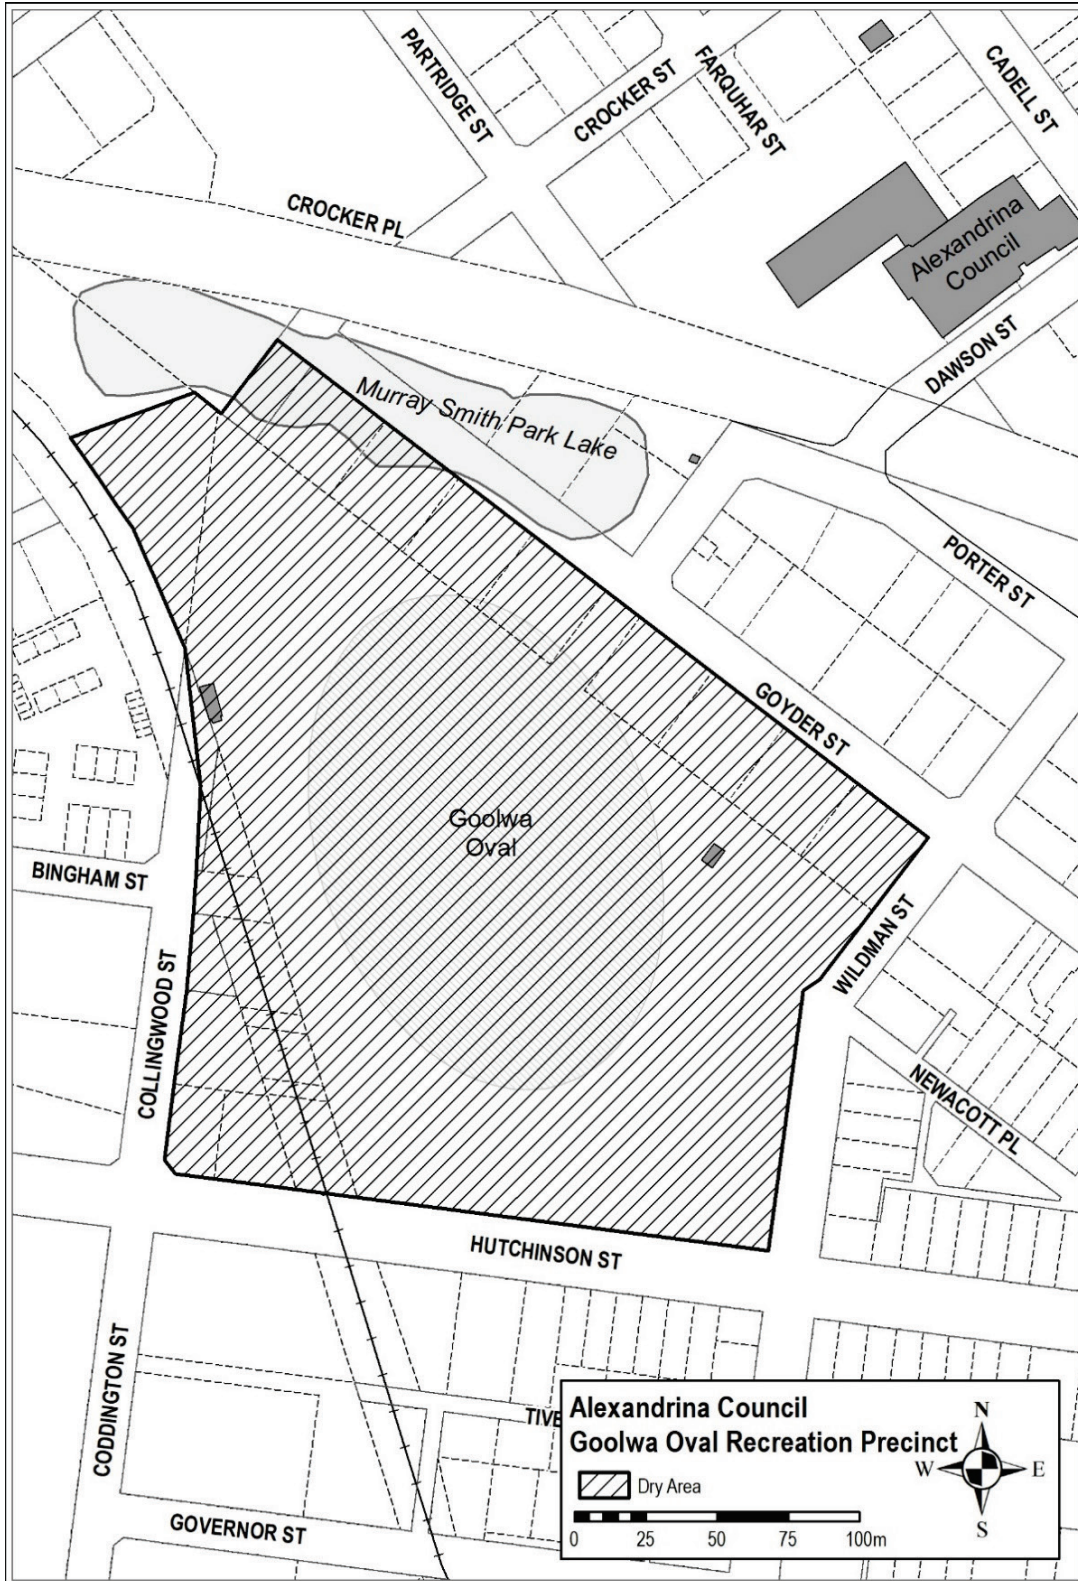 PARTRIDGE ST
CROCKER ST
FARQUHAR ST
CADELL ST
CROCKER PL
Alexandrina
Council
DAWSON ST
Murray Smith Park Lake
PORTER ST
GOYDER ST
Goolwa
Oval
BINGHAM ST
WILDMAN ST
COLLINGWOOD ST
NEWACOTT PL
HUTCHINSON ST
CODDINGTON ST
TIVE
GOVERNOR ST
Alexandrina Council
Goolwa Oval Recreation Precinct
Dry Area
0 25 50 75 100m
N
W E
S